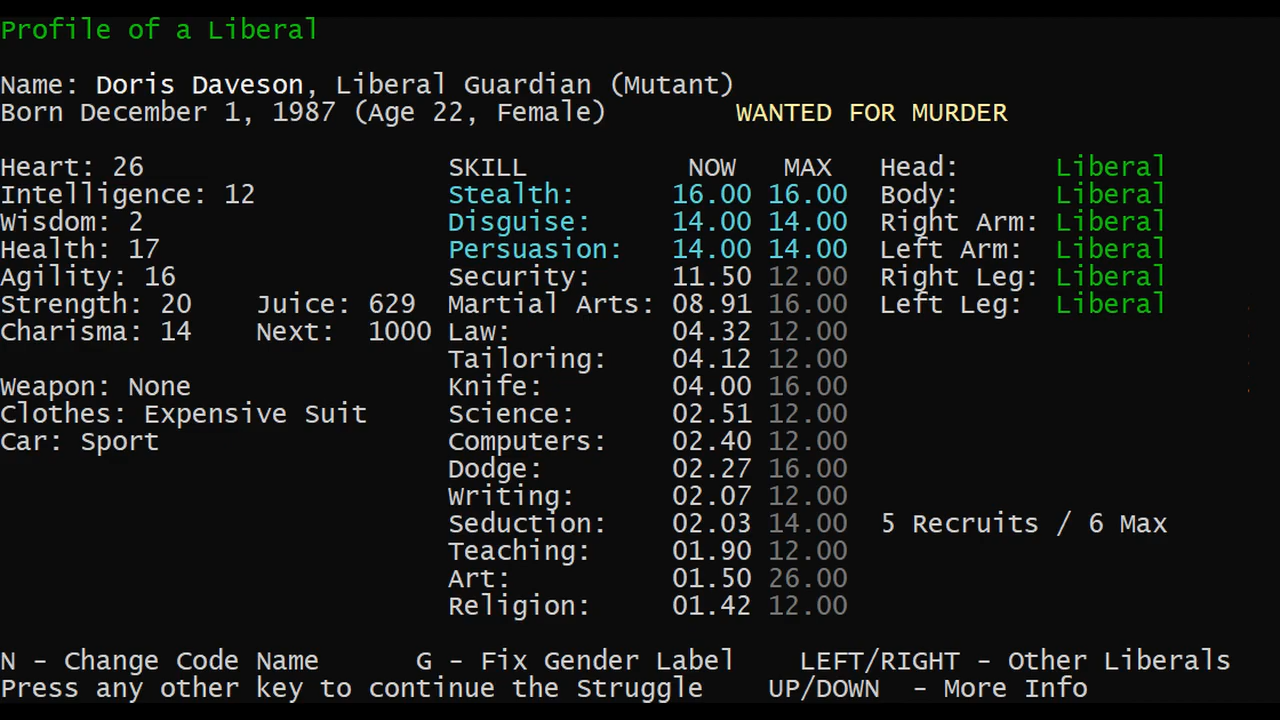 Profile of a Liberal
Name: Doris Daveson, Liberal Guardian (Mutant)
Born December 1, 1987 (Age 22, Female) WANTED FOR MURDER
Heart: 26 SKILL NOW MAX Head: Liberal
Intelligence: 12 Stealth: 16.00 16.00 Body: Liberal
Wisdom: 2 Disguise: 14.00 14.00 Right Arm: Liberal
Health: 17 Persuasion: 14.00 14.00 Left Arm: Liberal
Agility: 16 Security: 11.50 12.00 Right Leg: Liberal
Strength: 20 Juice: 629 Martial Arts: 08.91 16.00 Left Leg: Liberal
Charisma: 14 Next: 1000 Law: 04.32 12.00
Tailoring: 04.12 12.00
Weapon: None Knife: 04.00 16.00
Clothes: Expensive Suit Science: 02.51 12.00
Car: Sport Computers: 02.40 12.00
Dodge: 02.27 16.00
Writing: 02.07 12.00
Seduction: 02.03 14.00 5 Recruits / 6 Max
Teaching: 01.90 12.00
Art: 01.50 26.00
Religion: 01.42 12.00
N - Change Code Name G - Fix Gender Label LEFT/RIGHT - Other Liberals
Press any other key to continue the Struggle UP/DOWN - More Info